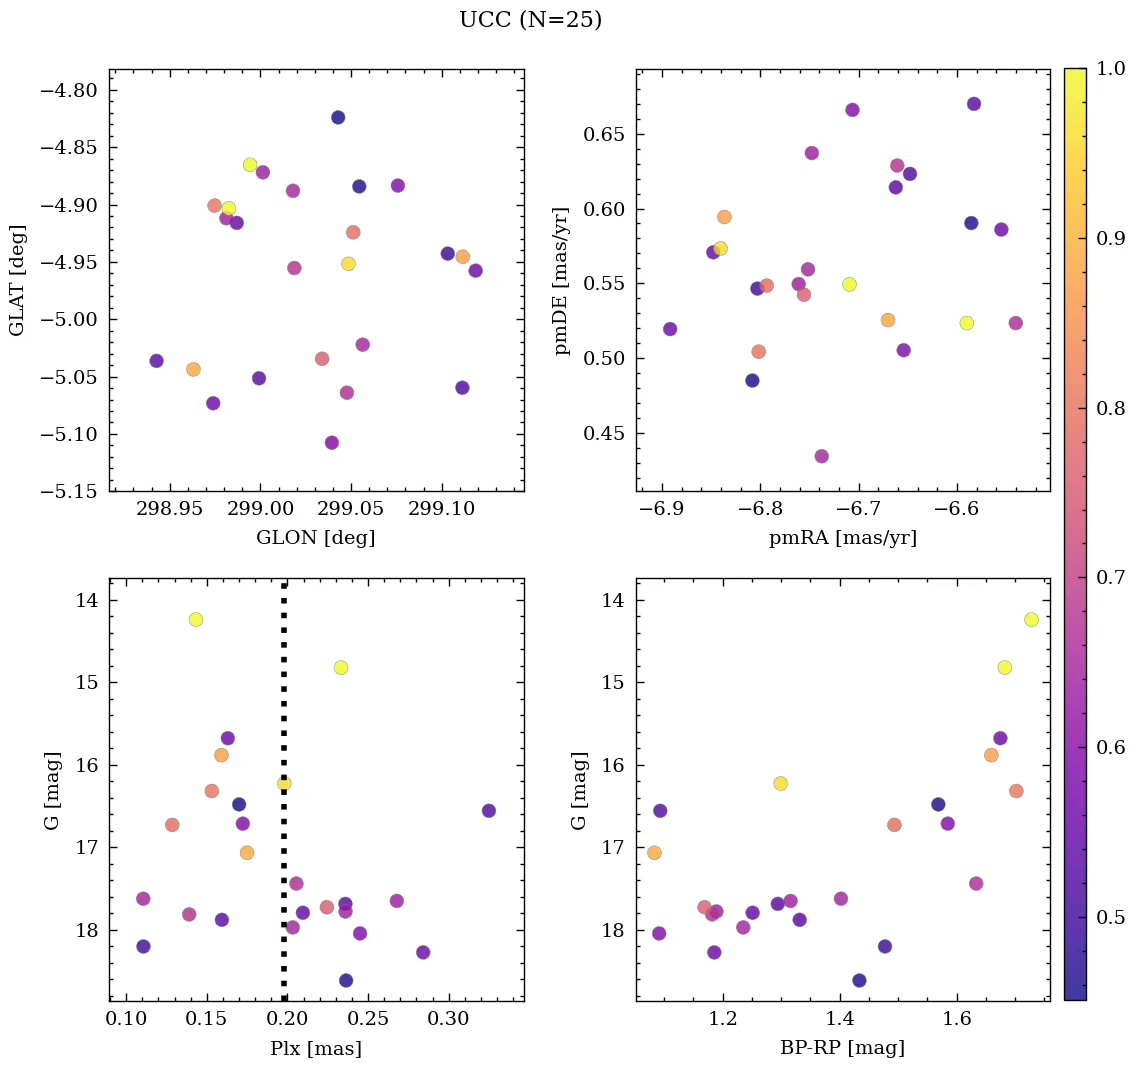 UCC (N=25)
−4.80
−4.85
−4.90
−4.95
−5.00
−5.05
−5.10
−5.15
GLAT [deg]
298.95 299.00 299.05 299.10
GLON [deg]
0.65
0.60
0.55
0.50
0.45
pmDE [mas/yr]
−6.9 −6.8 −6.7 −6.6
pmRA [mas/yr]
1.0
0.9
0.8
0.7
0.6
0.5
14
15
16
17
18
G [mag]
0.10 0.15 0.20 0.25 0.30
Plx [mas]
14
15
16
17
18
G [mag]
1.2 1.4 1.6
BP-RP [mag]